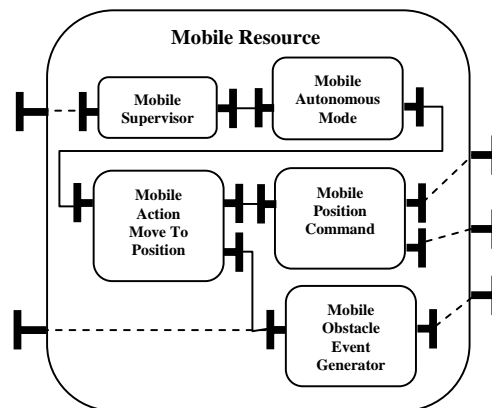 Mobile Resource
Mobile
Supervisor
Mobile
Autonomous
Mode
Mobile
Action
Move To
Position
Mobile
Position
Command
Mobile
Obstacle
Event
Generator